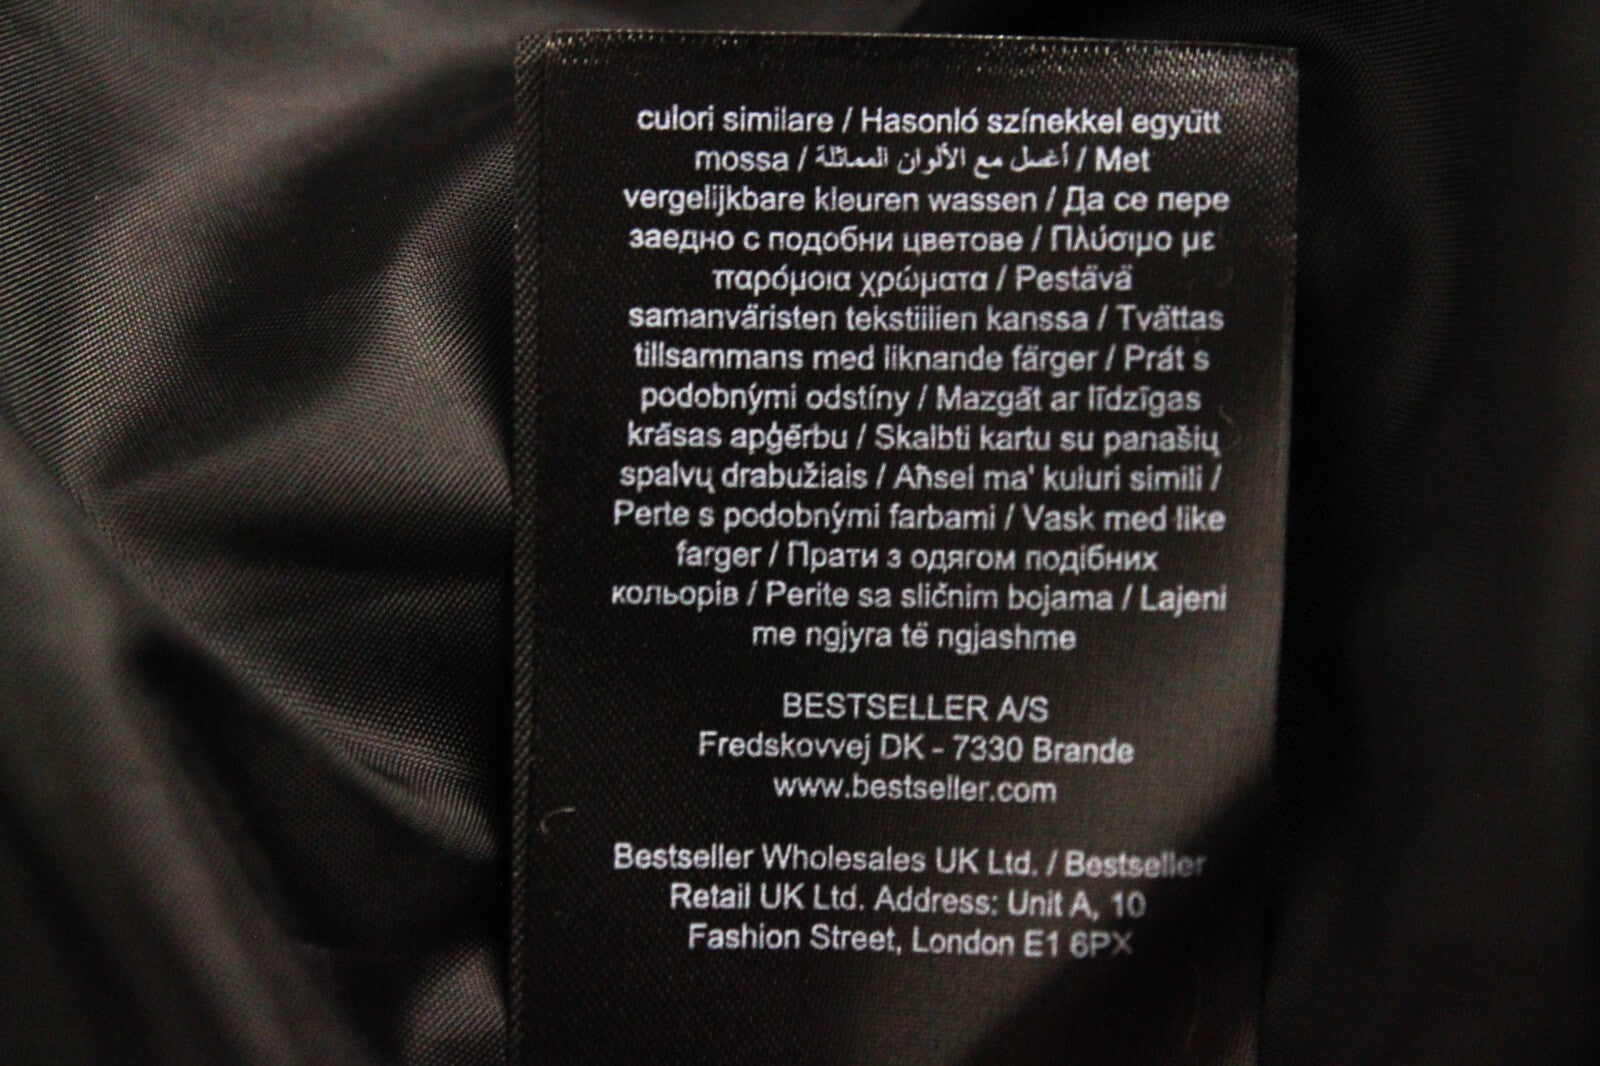 culori similare / Hasonló színekkel együtt
mossa / أغسل مع الألوان المماثلة / Met
vergelijkbare kleuren wassen / Да се пере
заедно с подобни цветове / Πλύσιμο με
παρόμοια χρώματα / Pestävä
samanväristen tekstiilien kanssa / Tvättas
tillsammans med liknande färger / Prát s
podobnými odstíny / Mazgāt ar līdzīgas
krāsas apģērbu / Skalbti kartu su panašių
spalvų drabužiais / Aħsel ma' kuluri simili /
Perte s podobnými farbami / Vask med like
farger / Прати з одягом подібних
кольорів / Perite sa sličnim bojama / Lajeni
me ngjyra të ngjashme
BESTSELLER A/S
Fredskovvej DK - 7330 Brande
www.bestseller.com
Bestseller Wholesales UK Ltd. / Bestseller
Retail UK Ltd. Address: Unit A, 10
Fashion Street, London E1 6PX